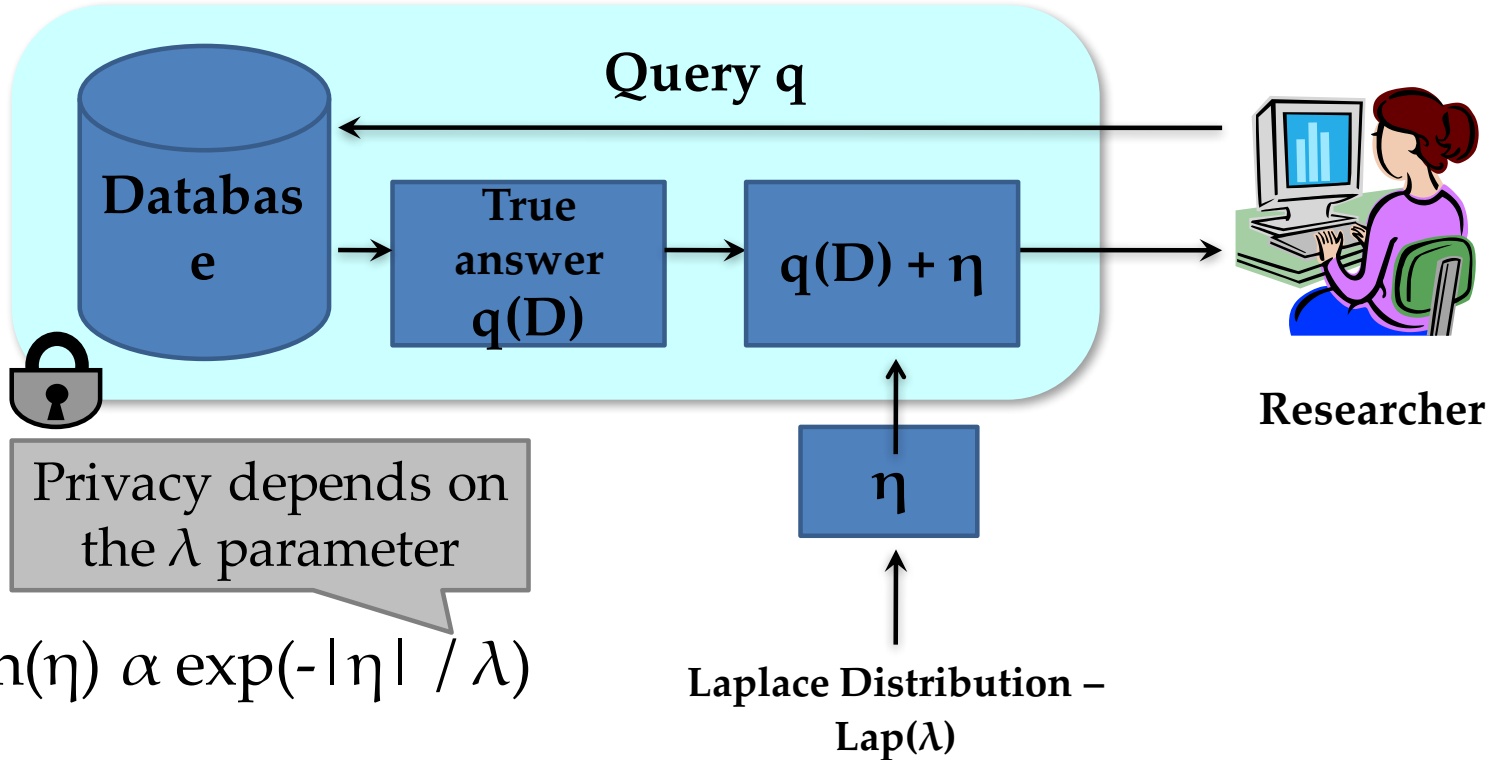 Query q
Databas
e
True
answer
q(D)
q(D) + η
Researcher
η
Privacy depends on
the λ parameter
h(η) α exp(-|η| / λ)
Laplace Distribution –
Lap(λ)